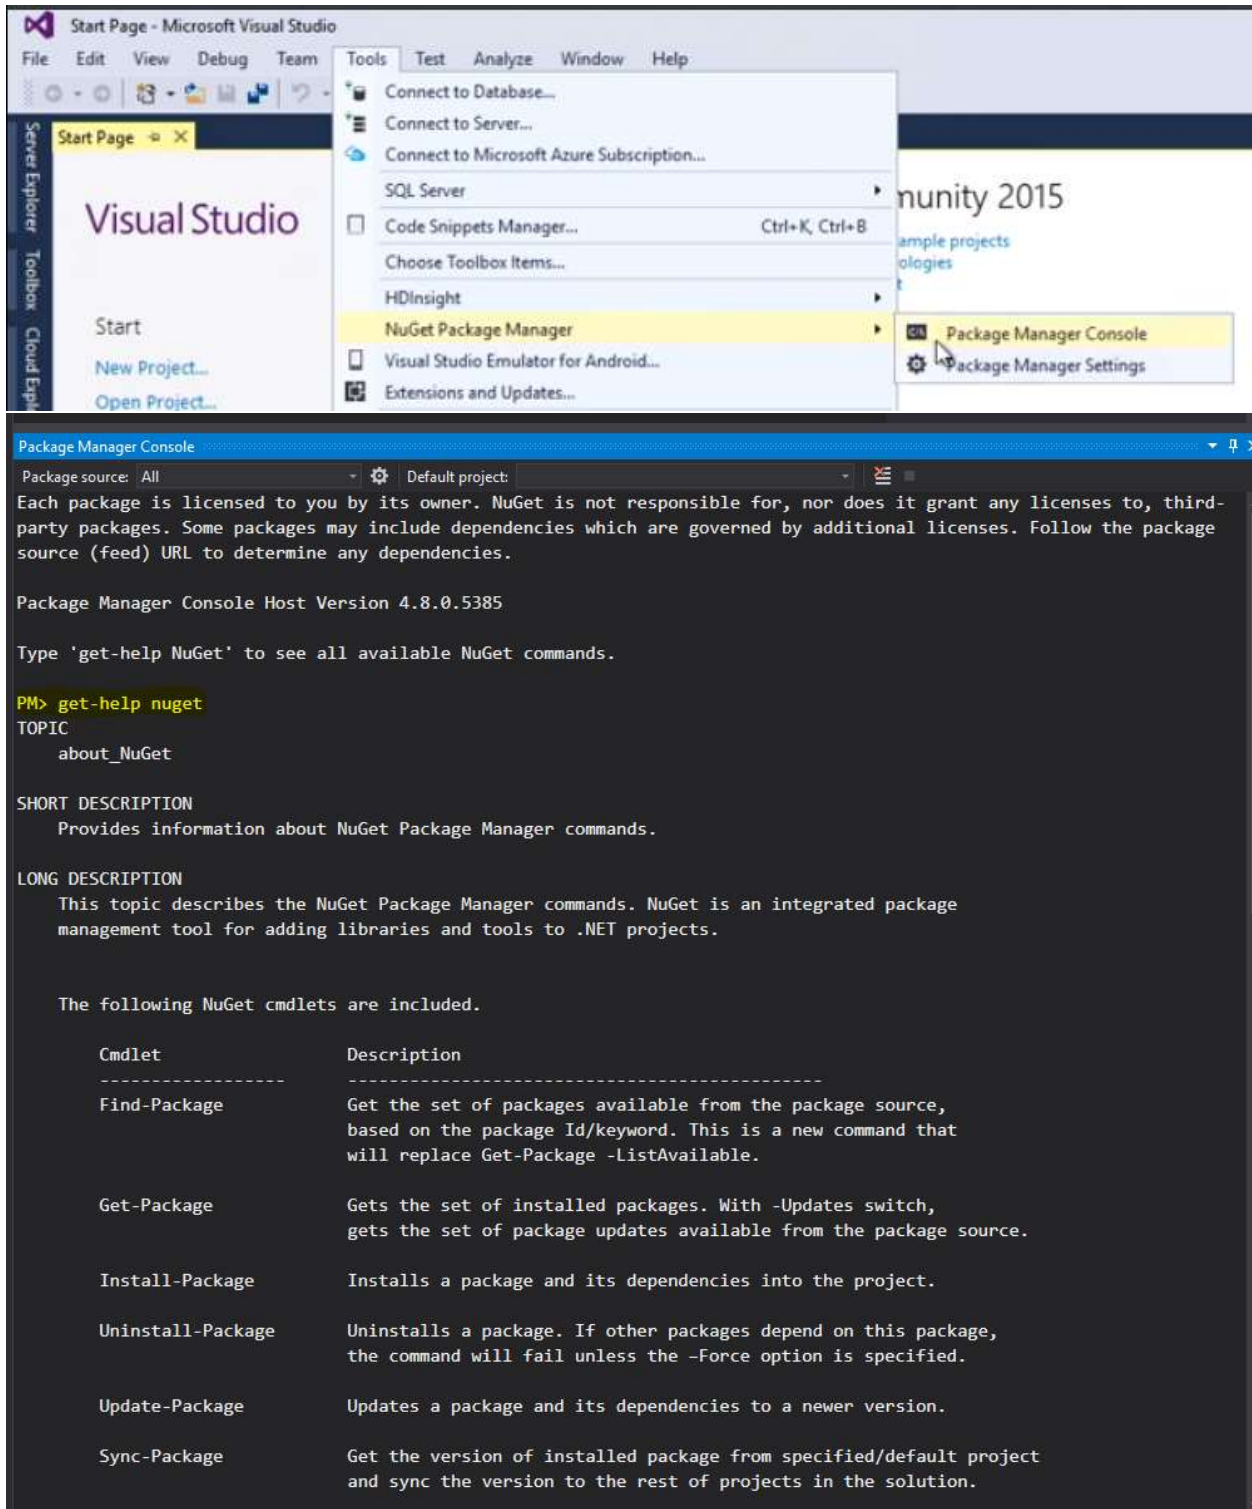 Start Page - Microsoft Visual Studio
File Edit View Debug Team Tools Test Analyze Window Help
Connect to Database...
Connect to Server...
Connect to Microsoft Azure Subscription...
SQL Server
Code Snippets Manager... Ctrl+K, Ctrl+B
Choose Toolbox Items...
HDInsight
NuGet Package Manager
Visual Studio Emulator for Android...
Extensions and Updates...
Package Manager Console
Package Manager Settings
Server Explorer
Toolbox
Cloud Expl
Start Page
Visual Studio
Start
New Project...
Open Project...
munity 2015
ample projects
ologies
t
Package Manager Console
Package source: All Default project:
Each package is licensed to you by its owner. NuGet is not responsible for, nor does it grant any licenses to, third-
party packages. Some packages may include dependencies which are governed by additional licenses. Follow the package
source (feed) URL to determine any dependencies.
Package Manager Console Host Version 4.8.0.5385
Type 'get-help NuGet' to see all available NuGet commands.
PM> get-help nuget
TOPIC
about_NuGet
SHORT DESCRIPTION
Provides information about NuGet Package Manager commands.
LONG DESCRIPTION
This topic describes the NuGet Package Manager commands. NuGet is an integrated package
management tool for adding libraries and tools to .NET projects.
The following NuGet cmdlets are included.
Cmdlet Description
------------------ ----------------------------------------------
Find-Package Get the set of packages available from the package source,
based on the package Id/keyword. This is a new command that
will replace Get-Package -ListAvailable.
Get-Package Gets the set of installed packages. With -Updates switch,
gets the set of package updates available from the package source.
Install-Package Installs a package and its dependencies into the project.
Uninstall-Package Uninstalls a package. If other packages depend on this package,
the command will fail unless the –Force option is specified.
Update-Package Updates a package and its dependencies to a newer version.
Sync-Package Get the version of installed package from specified/default project
and sync the version to the rest of projects in the solution.